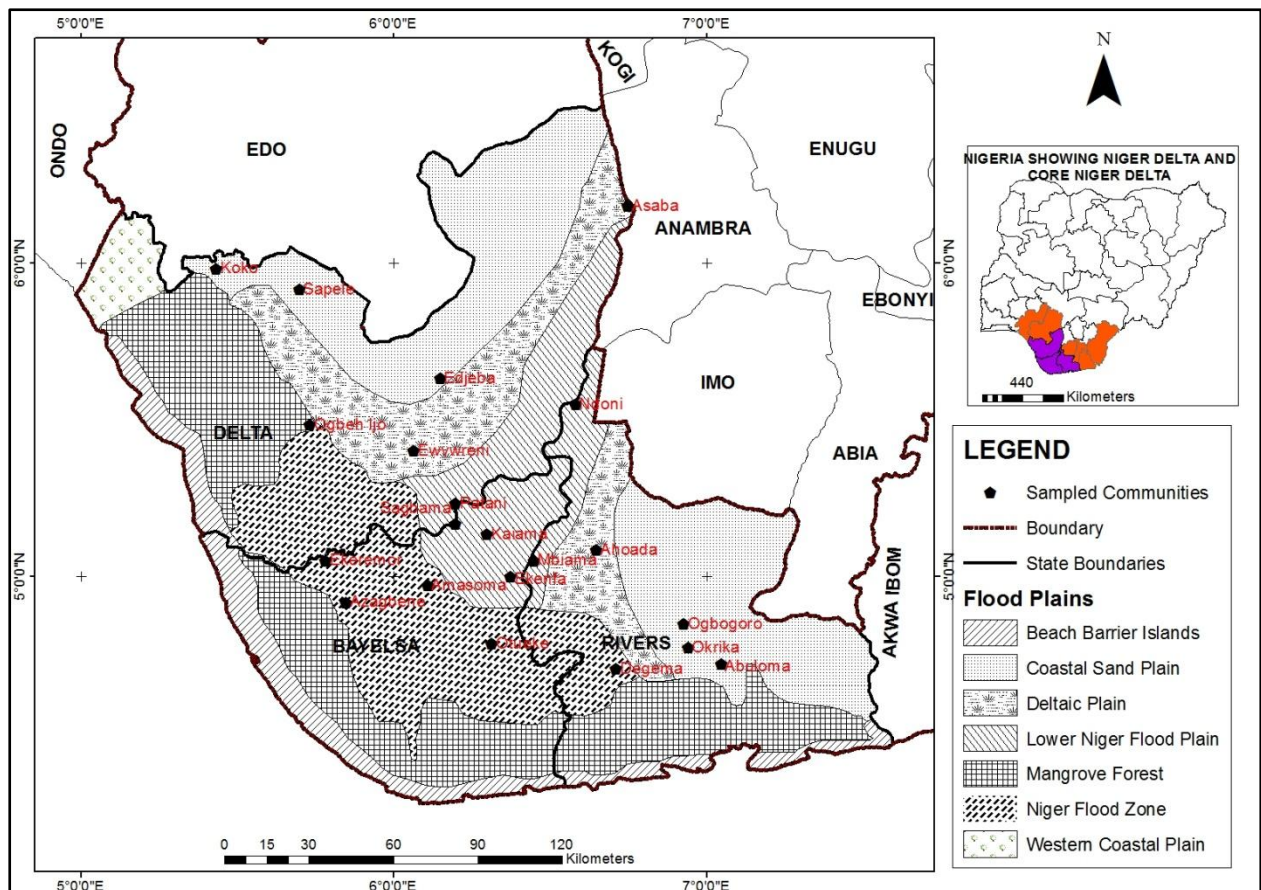 5°0'0"E 6°0'0"E 7°0'0"E
KOGI
ONDO
EDO
ENUGU
Asaba
ANAMBRA
6°0'0"N
6°0'0"N
Koko
Sapele
EBONYI
Edjeba
IMO
Ndoni
Ogbeh Ijo
DELTA
Ewvwreni
ABIA
Patani
Sagbama
Kaiama
Ahoada
Mbiama
Ekeremor
5°0'0"N
5°0'0"N
Amasoma
AKWA IBOM
Azagbene
Ogbogoro
BAYELSA
Otuoke
RIVERS
Okrika
Degema
Abuloma
0 15 30 60 90 120
Kilometers
5°0'0"E 6°0'0"E 7°0'0"E
N
NIGERIA SHOWING NIGER DELTA AND
CORE NIGER DELTA
440
Kilometers
LEGEND
Sampled Communities
Boundary
State Boundaries
Flood Plains
Beach Barrier Islands
Coastal Sand Plain
Deltaic Plain
Lower Niger Flood Plain
Mangrove Forest
Niger Flood Zone
Western Coastal Plain